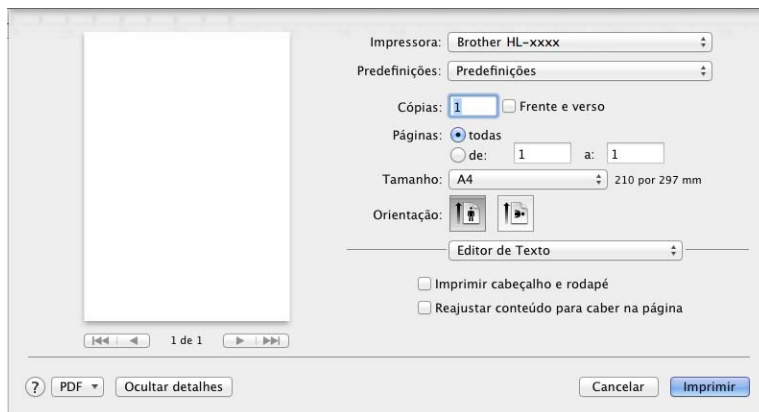 Impressora: Brother HL-xxxx
Predefinições: Predefinições
Cópias: 1 Frente e verso
Páginas: todas
de: 1 a: 1
Tamanho: A4 210 por 297 mm
Orientação:
Editor de Texto
Imprimir cabeçalho e rodapé
Reajustar conteúdo para caber na página
1 de 1
? PDF Ocultar detalhes Cancelar Imprimir